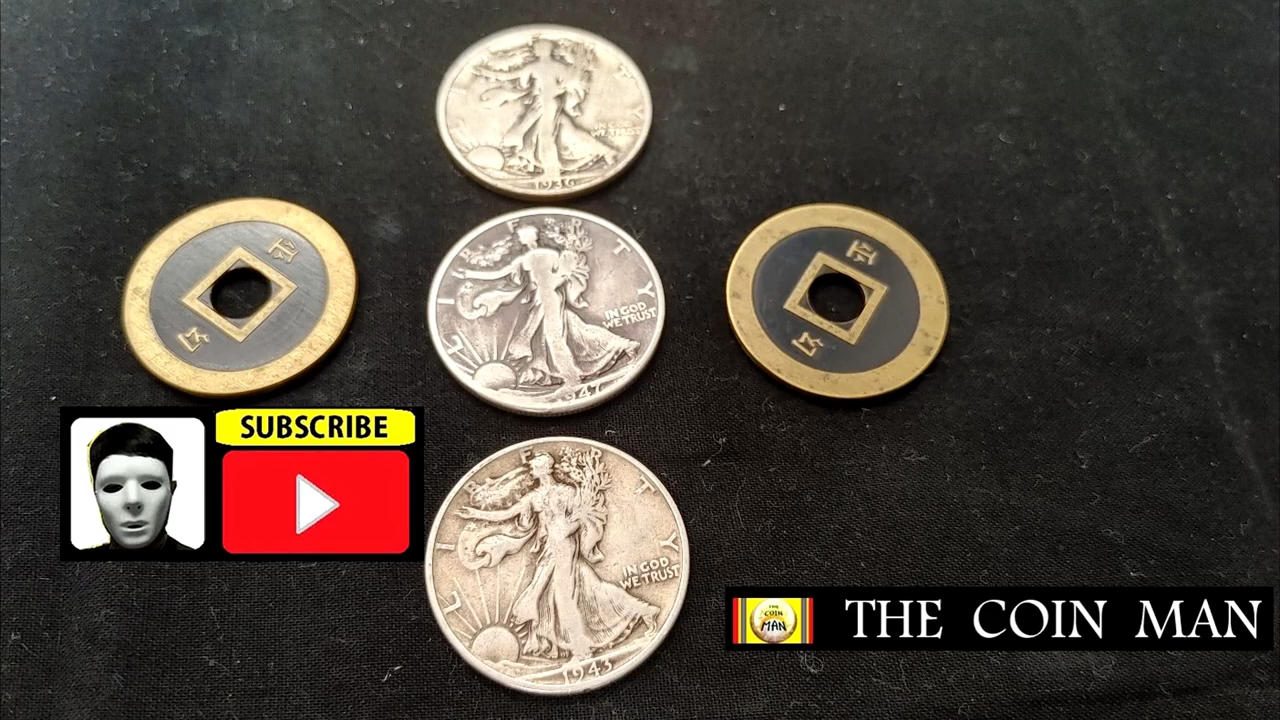 LIBERTY
IN GOD
WE TRUST
1936
LIBERTY
IN GOD
WE TRUST
1947
SUBSCRIBE
LIBERTY
IN GOD
WE TRUST
1943
THE
COIN
MAN
THE COIN MAN